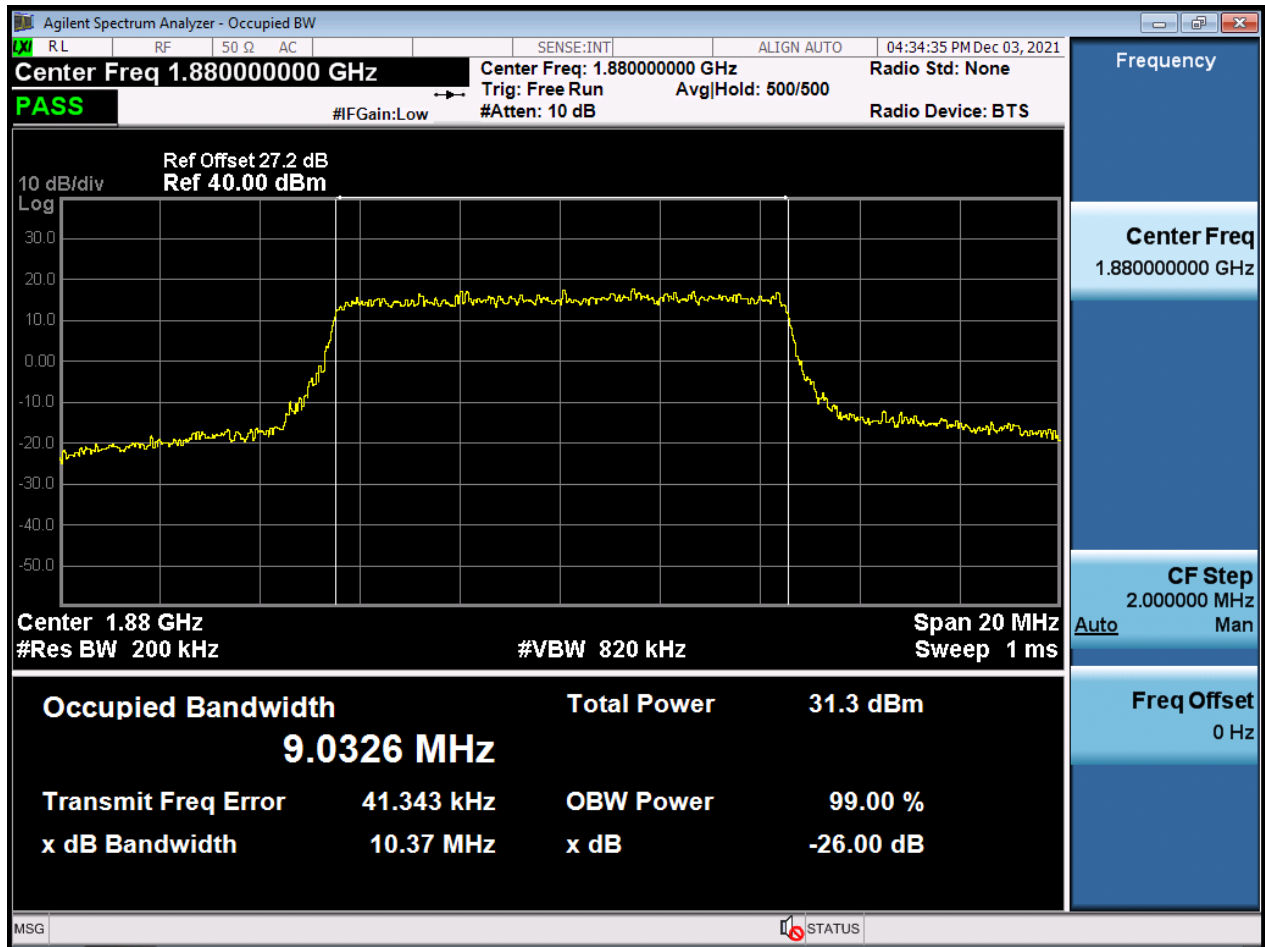 Agilent Spectrum Analyzer - Occupied BW
LXI RL RF 50 Ω AC SENSE:INT ALIGN AUTO 04:34:35 PM Dec 03, 2021
Center Freq 1.880000000 GHz
Center Freq: 1.880000000 GHz Radio Std: None
Trig: Free Run Avg|Hold: 500/500
PASS
#IFGain:Low #Atten: 10 dB Radio Device: BTS
Ref Offset 27.2 dB
10 dB/div Ref 40.00 dBm
Log
30.0
20.0
10.0
0.00
-10.0
-20.0
-30.0
-40.0
-50.0
Center 1.88 GHz Span 20 MHz
#Res BW 200 kHz #VBW 820 kHz Sweep 1 ms
Occupied Bandwidth Total Power 31.3 dBm
9.0326 MHz
Transmit Freq Error 41.343 kHz OBW Power 99.00 %
x dB Bandwidth 10.37 MHz x dB -26.00 dB
MSG STATUS
Frequency
Center Freq
1.880000000 GHz
CF Step
2.000000 MHz
Auto Man
Freq Offset
0 Hz